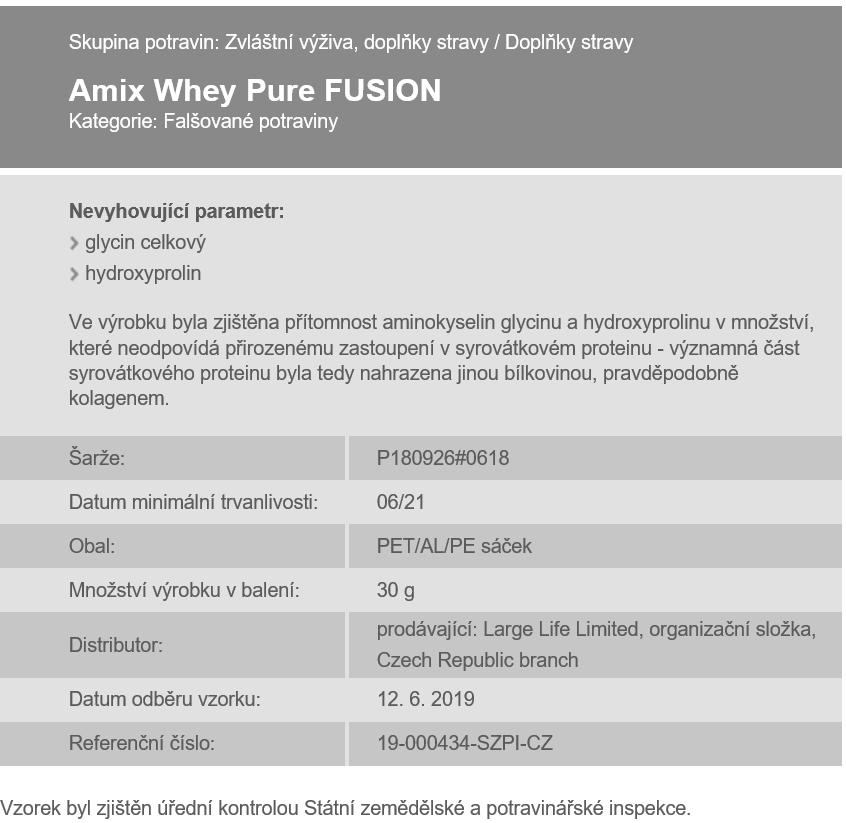 Skupina potravin: Zvláštní výživa, doplňky stravy / Doplňky stravy
Amix Whey Pure FUSION
Kategorie: Falšované potraviny
Nevyhovující parametr:
glycin celkový
hydroxyprolin
Ve výrobku byla zjištěna přítomnost aminokyselin glycinu a hydroxyprolinu v množství,
které neodpovídá přirozenému zastoupení v syrovátkovém proteinu - významná část
syrovátkového proteinu byla tedy nahrazena jinou bílkovinou, pravděpodobně
kolagenem.
Šarže: P180926#0618
Datum minimální trvanlivosti: 06/21
Obal: PET/AL/PE sáček
Množství výrobku v balení: 30 g
Distributor: prodávající: Large Life Limited, organizační složka,
Czech Republic branch
Datum odběru vzorku: 12. 6. 2019
Referenční číslo: 19-000434-SZPI-CZ
Vzorek byl zjištěn úřední kontrolou Státní zemědělské a potravinářské inspekce.